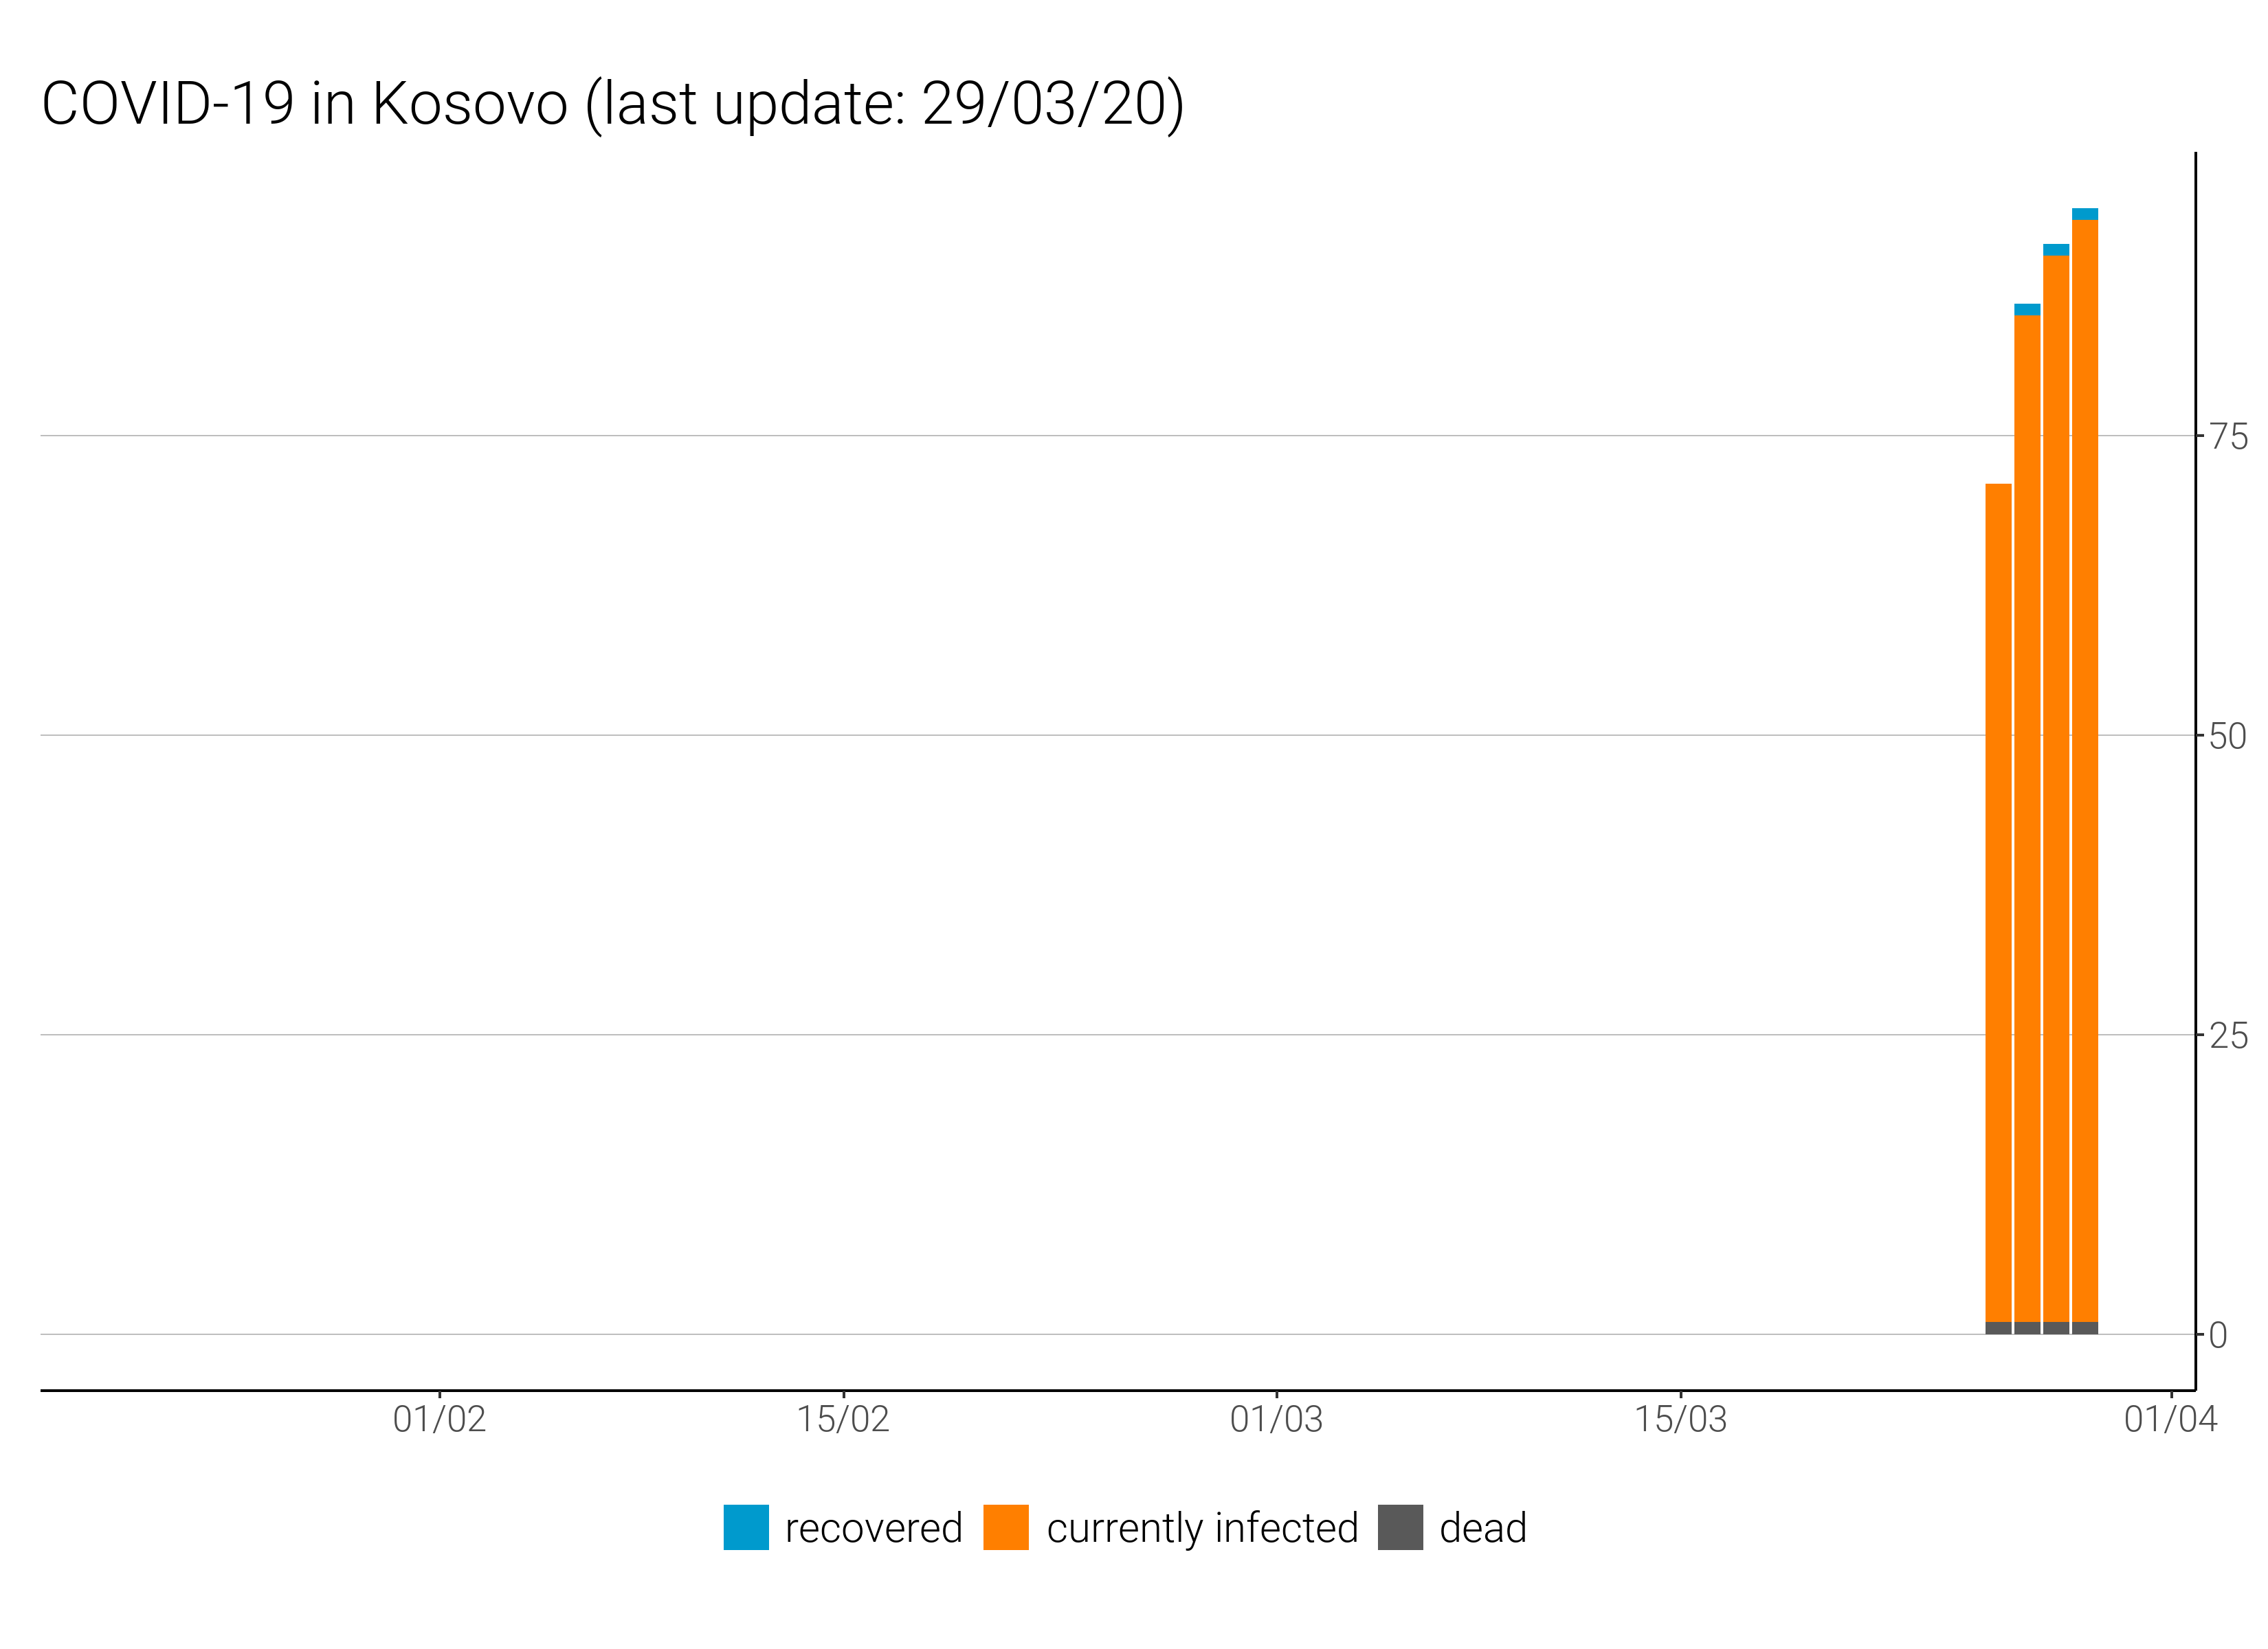 COVID-19 in Kosovo (last update: 29/03/20)
75
50
25
0
01/02 15/02 01/03 15/03 01/04
recovered currently infected dead